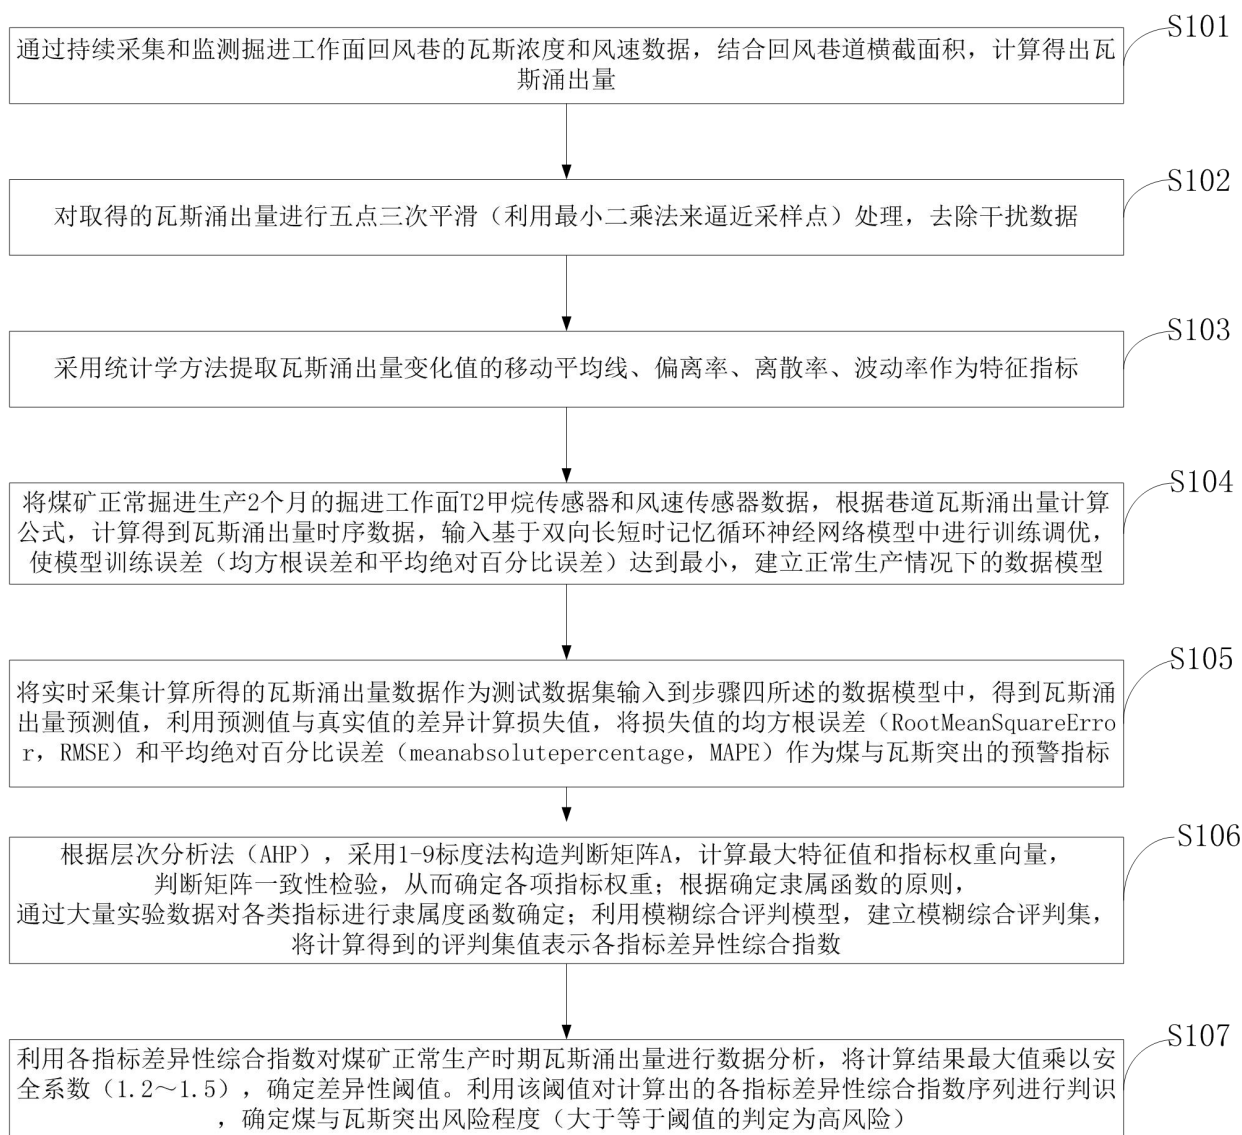 S101
通过持续采集和监测掘进工作面回风巷的瓦斯浓度和风速数据，结合回风巷道横截面积，计算得出瓦
斯涌出量
S102
对取得的瓦斯涌出量进行五点三次平滑（利用最小二乘法来逼近采样点）处理，去除干扰数据
S103
采用统计学方法提取瓦斯涌出量变化值的移动平均线、偏离率、离散率、波动率作为特征指标
S104
将煤矿正常掘进生产2个月的掘进工作面T2甲烷传感器和风速传感器数据，根据巷道瓦斯涌出量计算
公式，计算得到瓦斯涌出量时序数据，输入基于双向长短时记忆循环神经网络模型中进行训练调优，
使模型训练误差（均方根误差和平均绝对百分比误差）达到最小，建立正常生产情况下的数据模型
S105
将实时采集计算所得的瓦斯涌出量数据作为测试数据集输入到步骤四所述的数据模型中，得到瓦斯涌
出量预测值，利用预测值与真实值的差异计算损失值，将损失值的均方根误差（RootMeanSquareErro
r，RMSE）和平均绝对百分比误差（meanabsolutepercentage，MAPE）作为煤与瓦斯突出的预警指标
S106
根据层次分析法（AHP），采用1-9标度法构造判断矩阵A，计算最大特征值和指标权重向量，
判断矩阵一致性检验，从而确定各项指标权重；根据确定隶属函数的原则，
通过大量实验数据对各类指标进行隶属度函数确定；利用模糊综合评判模型，建立模糊综合评判集，
将计算得到的评判集值表示各指标差异性综合指数
S107
利用各指标差异性综合指数对煤矿正常生产时期瓦斯涌出量进行数据分析，将计算结果最大值乘以安
全系数（1.2～1.5），确定差异性阈值。利用该阈值对计算出的各指标差异性综合指数序列进行判识
，确定煤与瓦斯突出风险程度（大于等于阈值的判定为高风险）